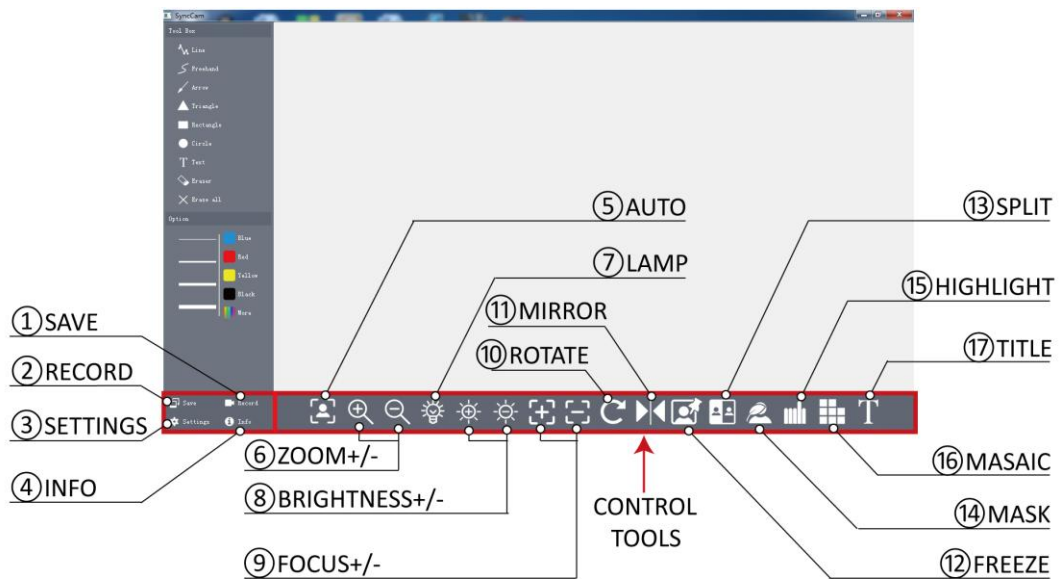 SyncCam
Tool Box
Line
Freehand
Arrow
Triangle
Rectangle
Circle
T Text
Eraser
Erase all
Option
Blue
Red
Yellow
Black
More
Save
Record
Settings
Info
①SAVE
②RECORD
③SETTINGS
④INFO
⑤AUTO
⑦LAMP
⑪MIRROR
⑩ROTATE
⑬SPLIT
⑮HIGHLIGHT
⑰TITLE
T
⑥ZOOM+/-
⑧BRIGHTNESS+/-
⑨FOCUS+/-
CONTROL
TOOLS
⑯MASAIC
⑭MASK
⑫FREEZE